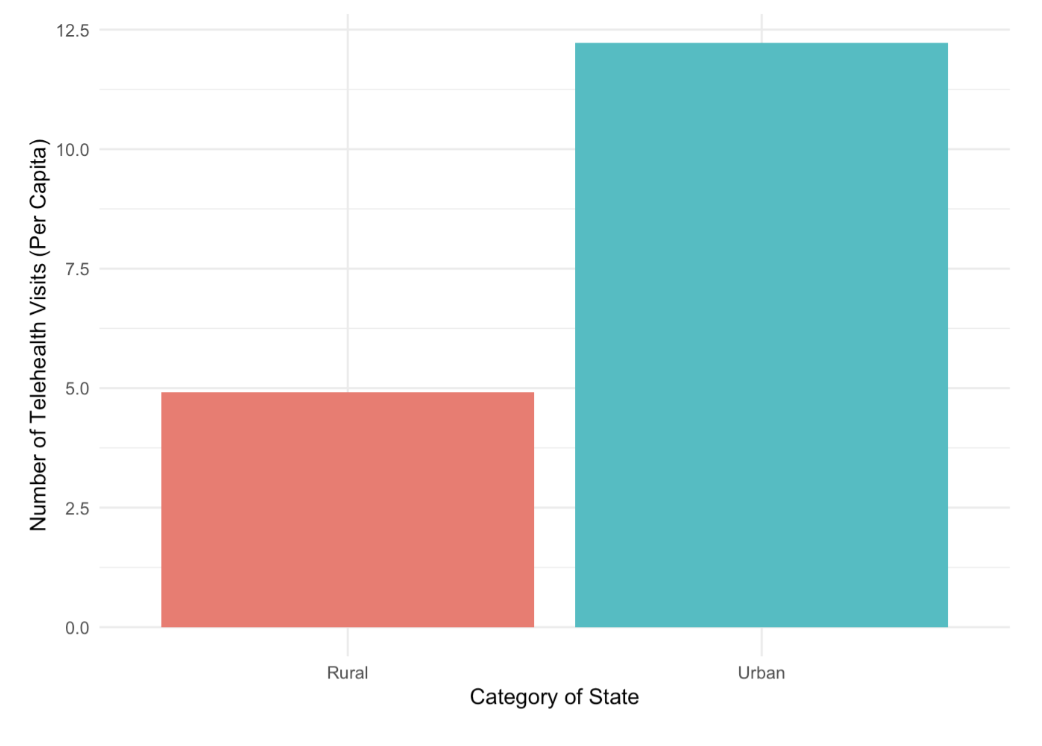 Number of Telehealth Visits (Per Capita)
12.5
10.0
7.5
5.0
2.5
0.0
Rural Urban
Category of State